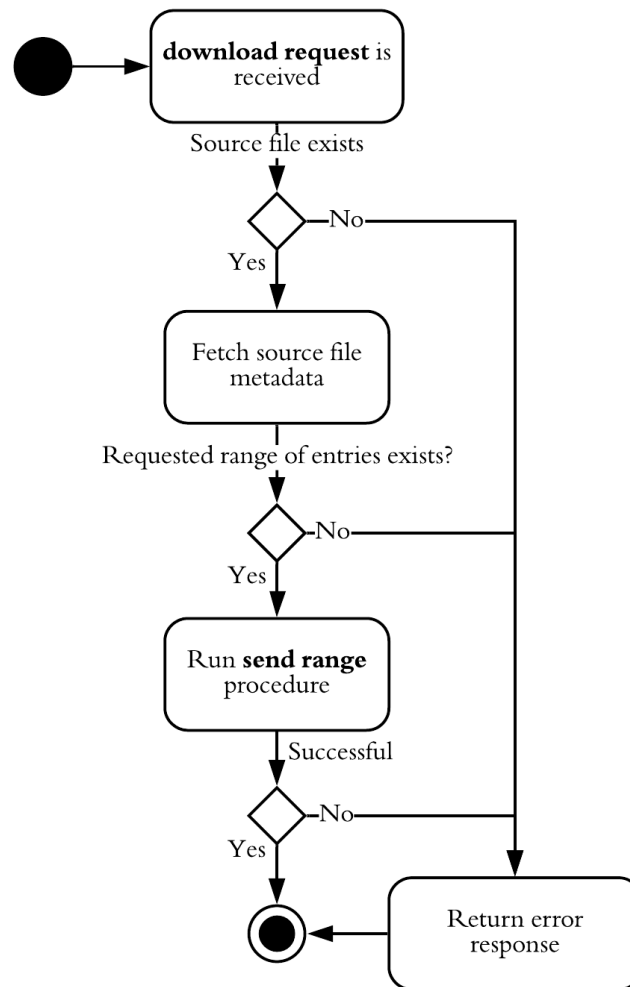 download request is
received
Source file exists
No
Yes
Fetch source file
metadata
Requested range of entries exists?
No
Yes
Run send range
procedure
Successful
No
Yes
Return error
response